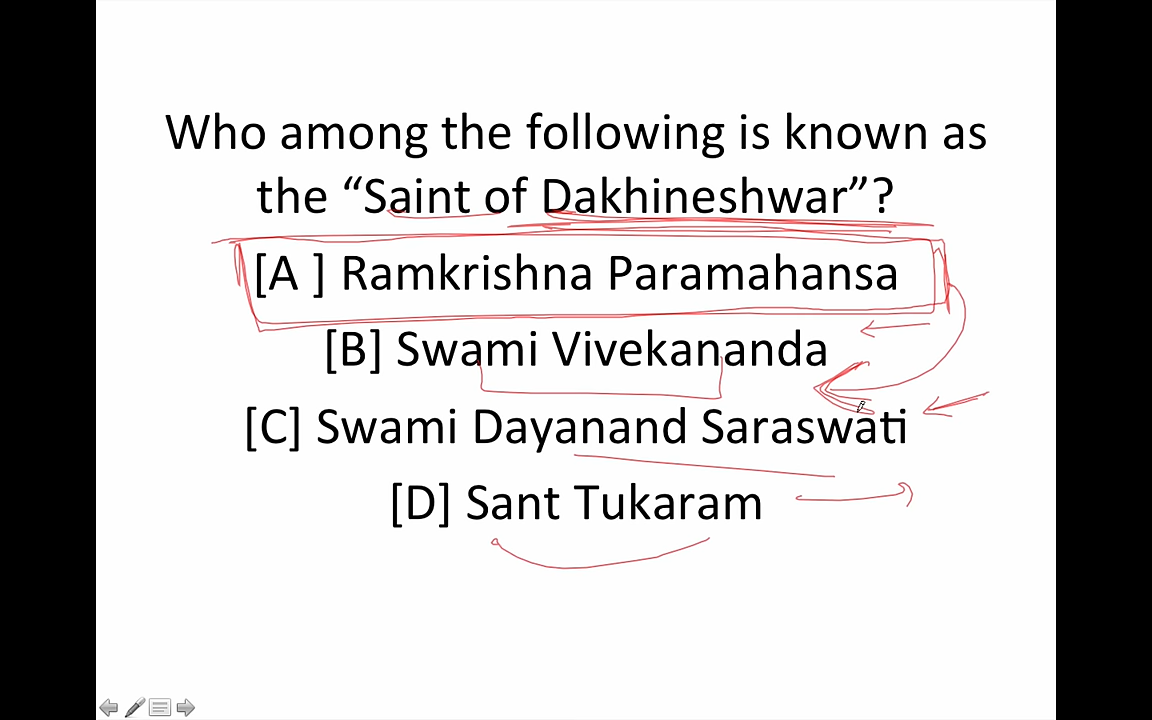 Who among the following is known as
the “Saint of Dakhineshwar”?
[A ] Ramkrishna Paramahansa
[B] Swami Vivekananda
[C] Swami Dayanand Saraswati
[D] Sant Tukaram